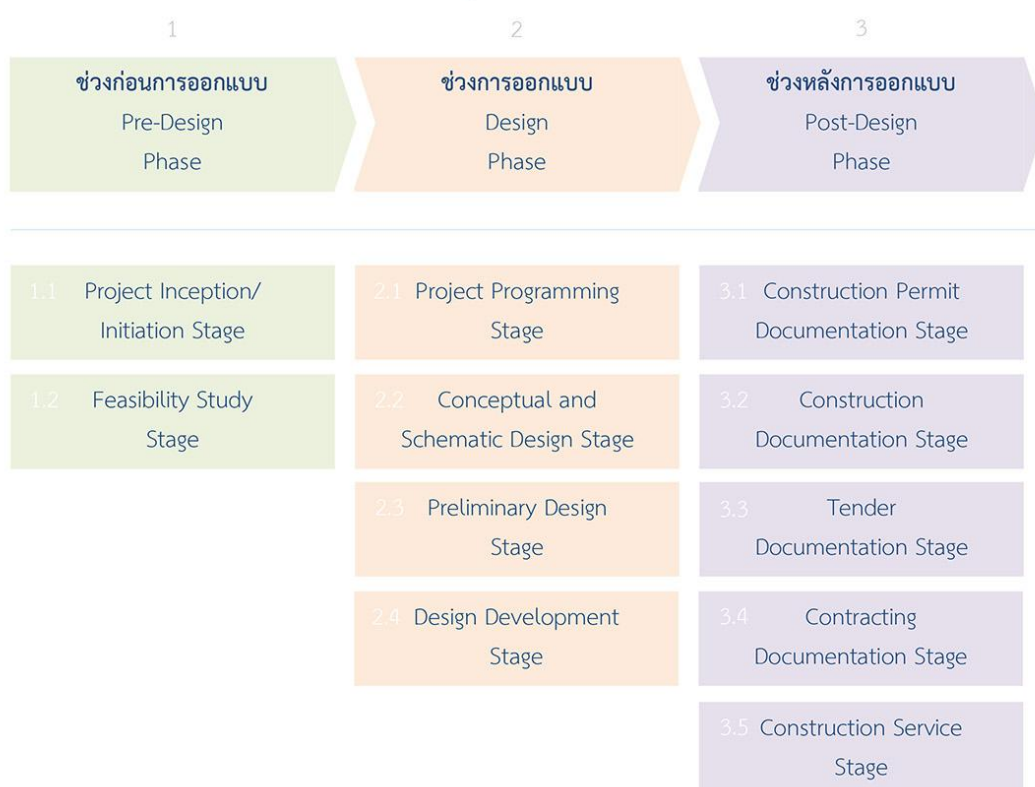 1
2
3
ช่วงก่อนการออกแบบ
Pre-Design
Phase
ช่วงการออกแบบ
Design
Phase
ช่วงหลังการออกแบบ
Post-Design
Phase
1.1 Project Inception/
Initiation Stage
1.2 Feasibility Study
Stage
2.1 Project Programming
Stage
2.2 Conceptual and
Schematic Design Stage
2.3 Preliminary Design
Stage
2.4 Design Development
Stage
3.1 Construction Permit
Documentation Stage
3.2 Construction
Documentation Stage
3.3 Tender
Documentation Stage
3.4 Contracting
Documentation Stage
3.5 Construction Service
Stage